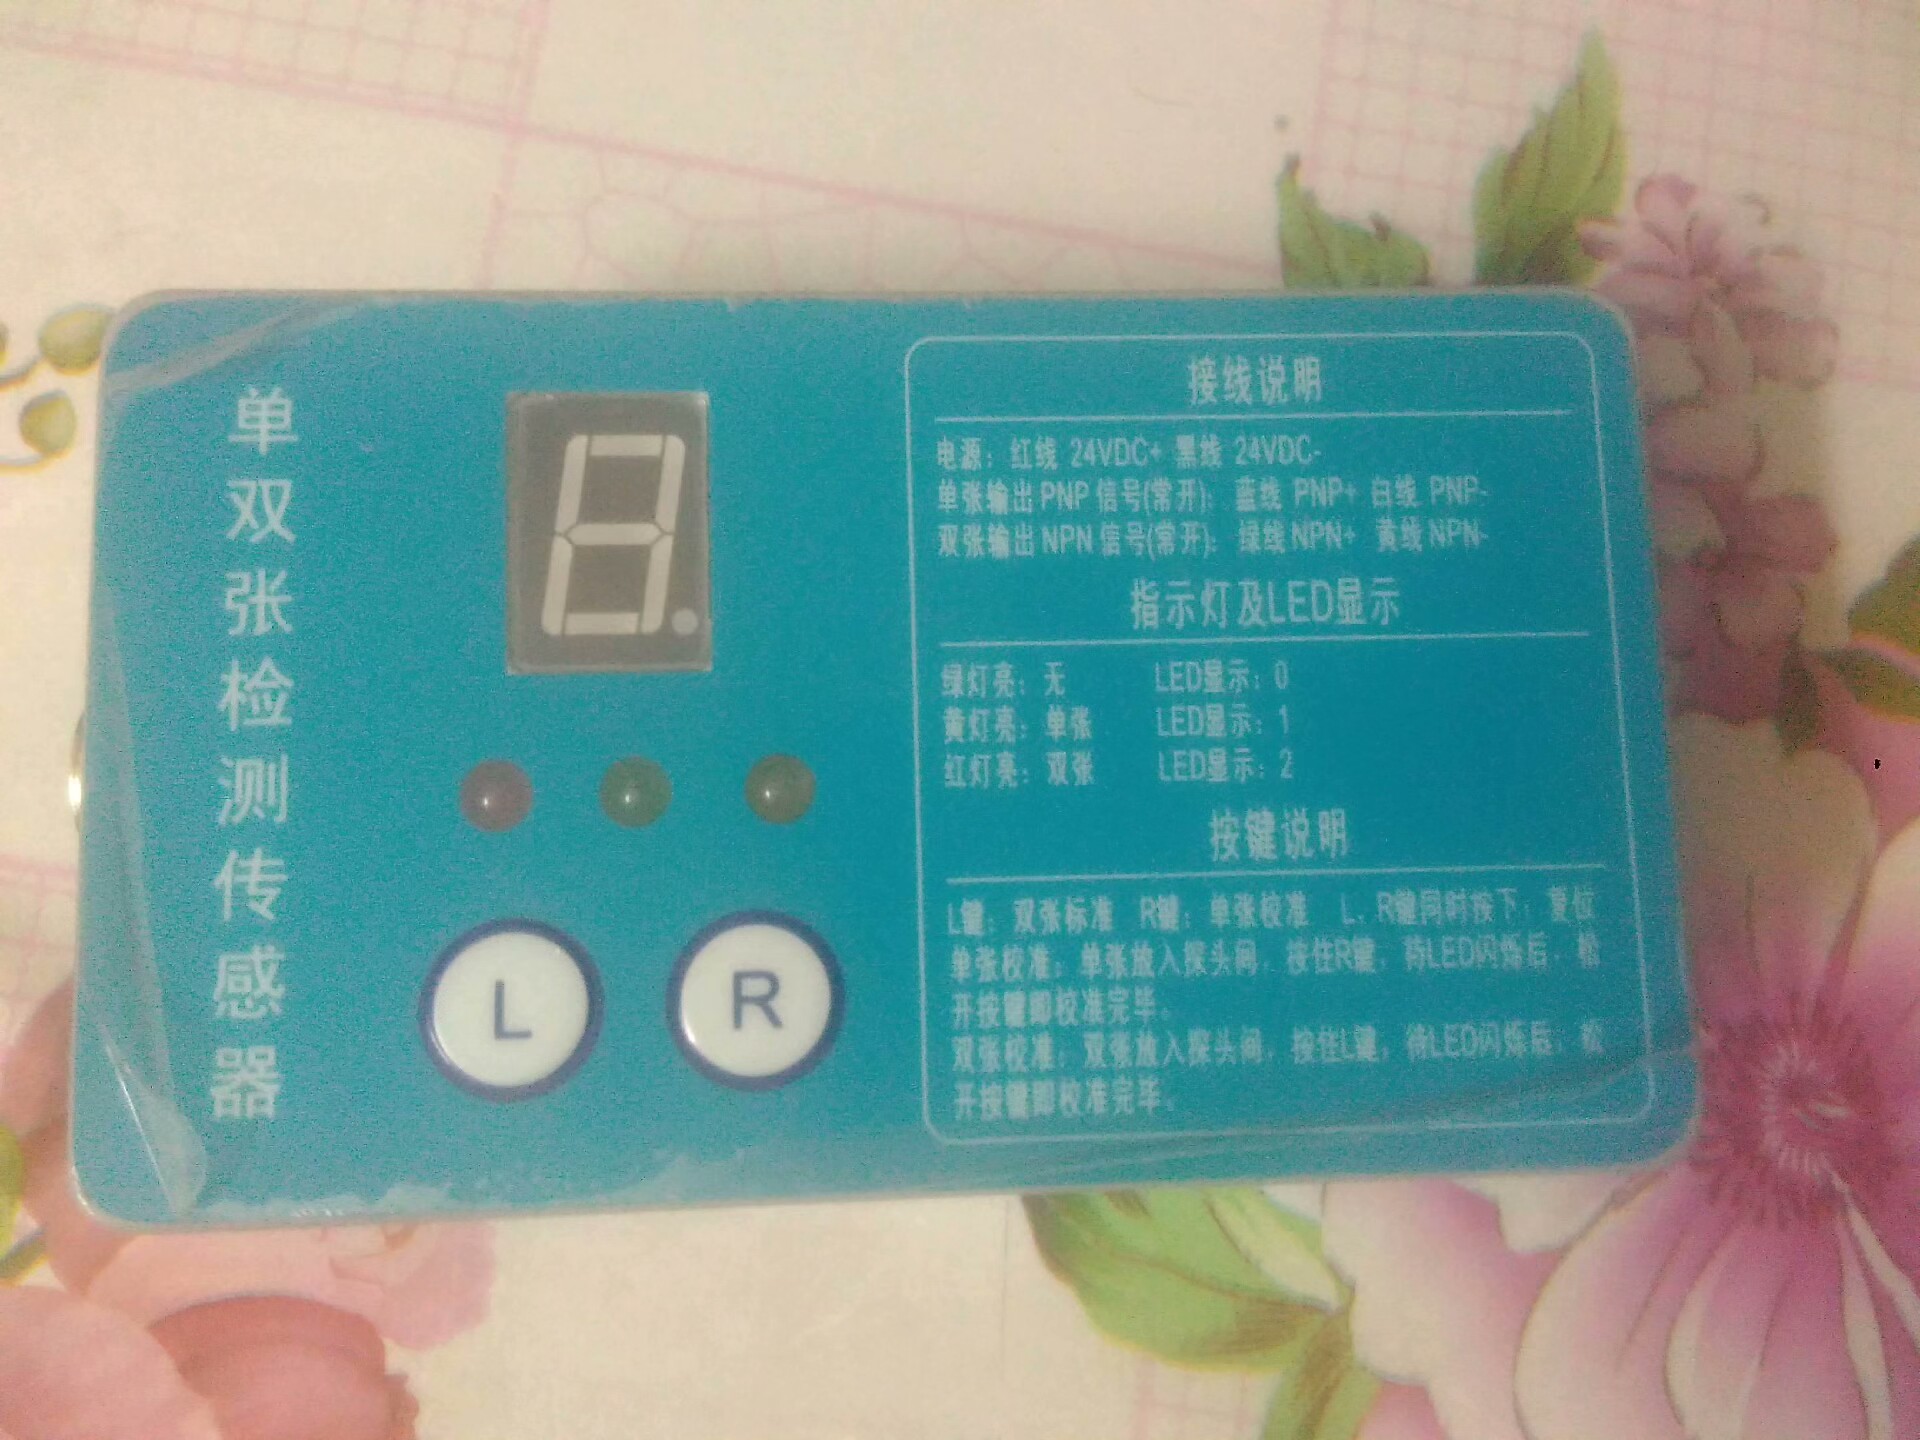 单双张检测传感器
L
R
接线说明
电源：红线 24VDC+ 黑线 24VDC-
单张输出 PNP 信号(常开)：蓝线 PNP+ 白线 PNP-
双张输出 NPN 信号(常开)：绿线 NPN+ 黄线 NPN-
指示灯及LED显示
绿灯亮：无 LED显示：0
黄灯亮：单张 LED显示：1
红灯亮：双张 LED显示：2
按键说明
L键：双张标准 R键：单张校准 L、R键同时按下：复位
单张校准：单张放入探头间，按住R键，待LED闪烁后，松
开按键即校准完毕。
双张校准：双张放入探头间，按住L键，待LED闪烁后，松
开按键即校准完毕。